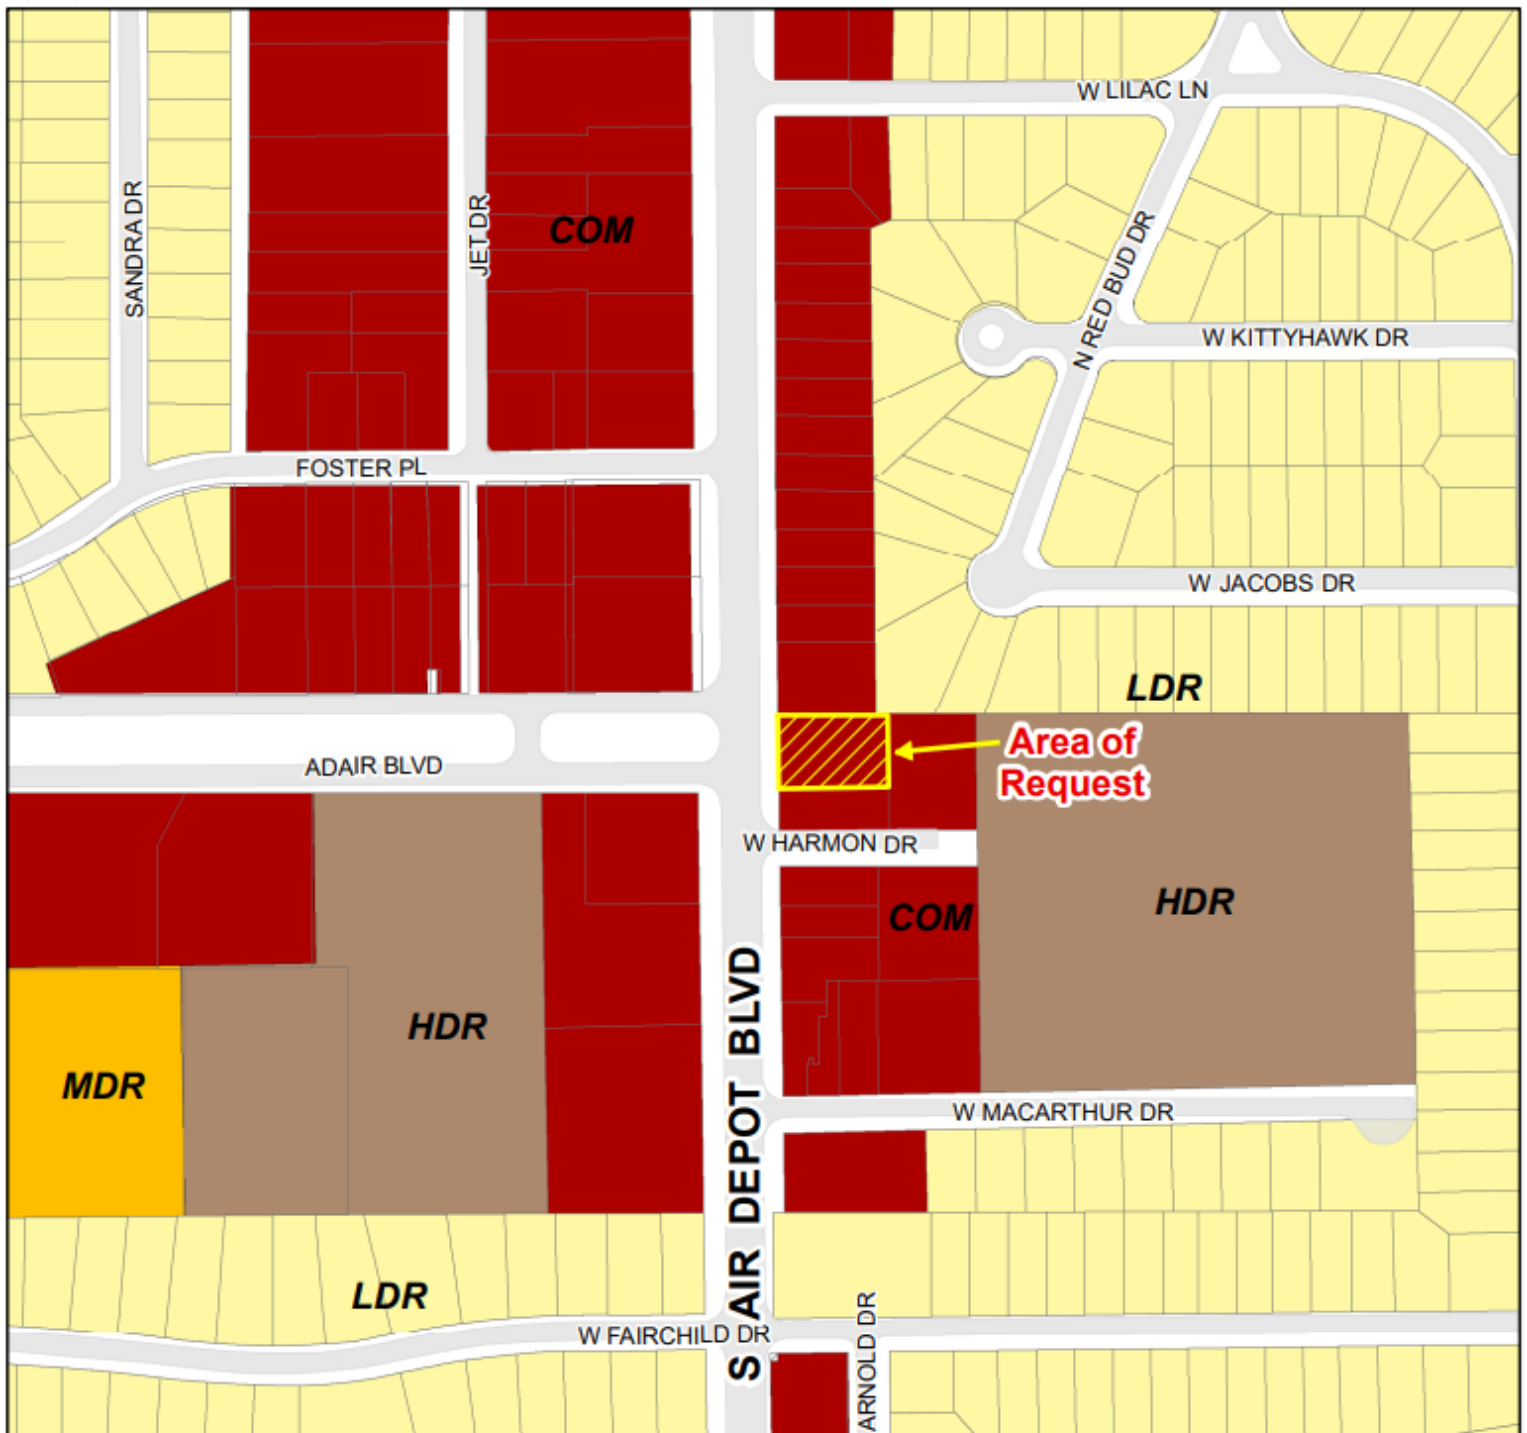 W LILAC LN
SANDRA DR
JET DR
COM
N RED BUD DR
W KITTYHAWK DR
FOSTER PL
W JACOBS DR
LDR
Area of
Request
ADAIR BLVD
W HARMON DR
COM
HDR
HDR
MDR
S AIR DEPOT BLVD
W MACARTHUR DR
LDR
W FAIRCHILD DR
ARNOLD DR